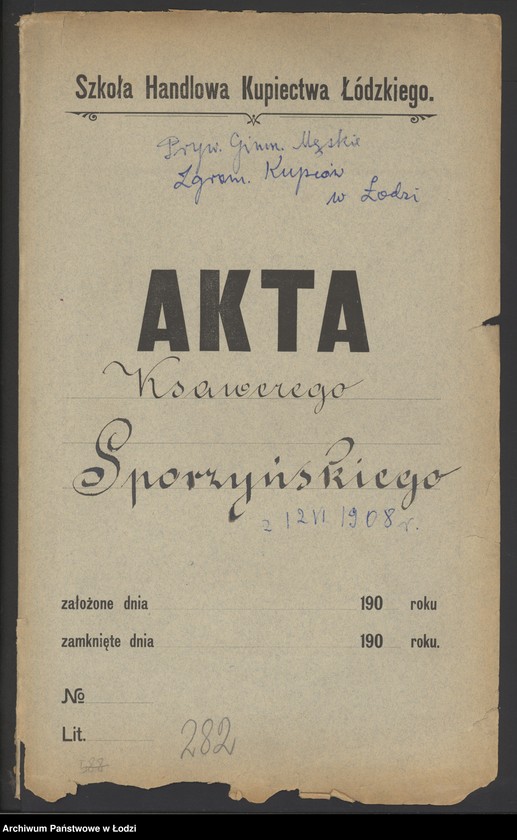 Szkoła Handlowa Kupiectwa Łódzkiego.
Pryw. Gimn. Męskie
Zgrom. Kupców
w Łodzi
AKTA
Ksawerego
Sporzyńskiego
z 12 VI 1908 r.
założone dnia 190 roku
zamknięte dnia 190 roku.
No
Lit. 282
588
Archiwum Państwowe w Łodzi